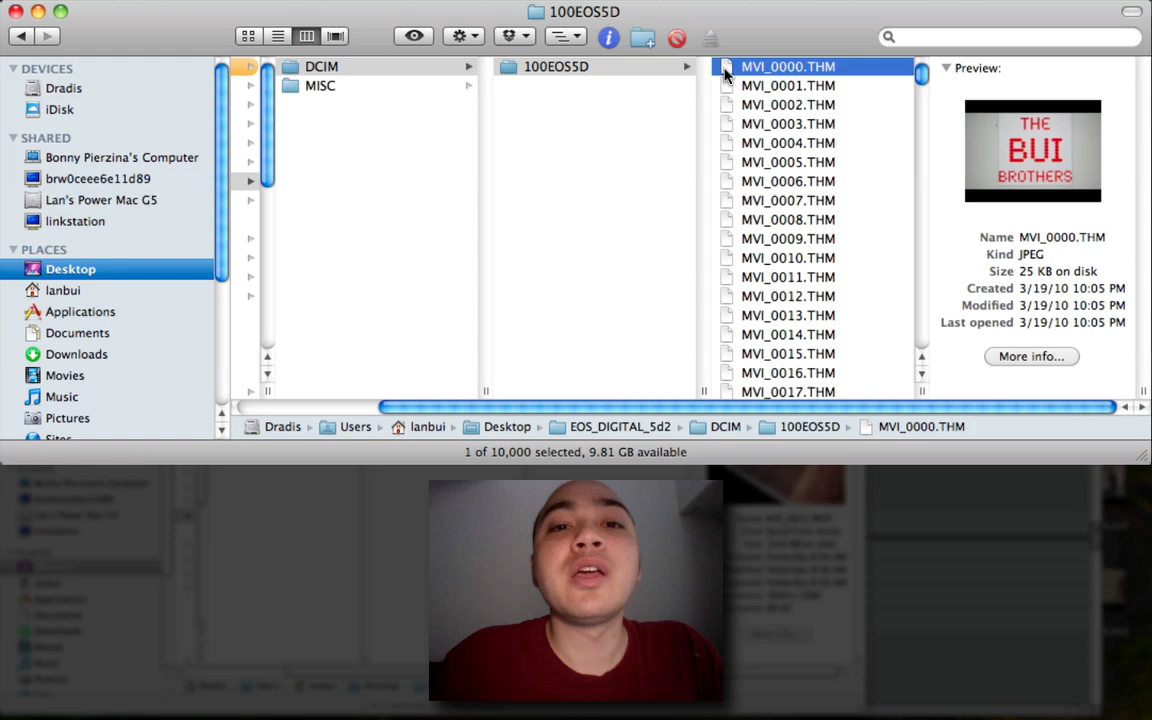 100EOS5D
DEVICES
Dradis
iDisk
SHARED
Bonny Pierzina's Computer
brw0ceee6e11d89
Lan's Power Mac G5
linkstation
PLACES
Desktop
lanbui
Applications
Documents
Downloads
Movies
Music
Pictures
Sites
DCIM
MISC
100EOS5D
MVI_0000.THM
MVI_0001.THM
MVI_0002.THM
MVI_0003.THM
MVI_0004.THM
MVI_0005.THM
MVI_0006.THM
MVI_0007.THM
MVI_0008.THM
MVI_0009.THM
MVI_0010.THM
MVI_0011.THM
MVI_0012.THM
MVI_0013.THM
MVI_0014.THM
MVI_0015.THM
MVI_0016.THM
MVI_0017.THM
Preview:
THE
BUI
BROTHERS
Name MVI_0000.THM
Kind JPEG
Size 25 KB on disk
Created 3/19/10 10:05 PM
Modified 3/19/10 10:05 PM
Last opened 3/19/10 10:05 PM
More info...
Dradis Users lanbui Desktop EOS_DIGITAL_5d2 DCIM 100EOS5D MVI_0000.THM
1 of 10,000 selected, 9.81 GB available